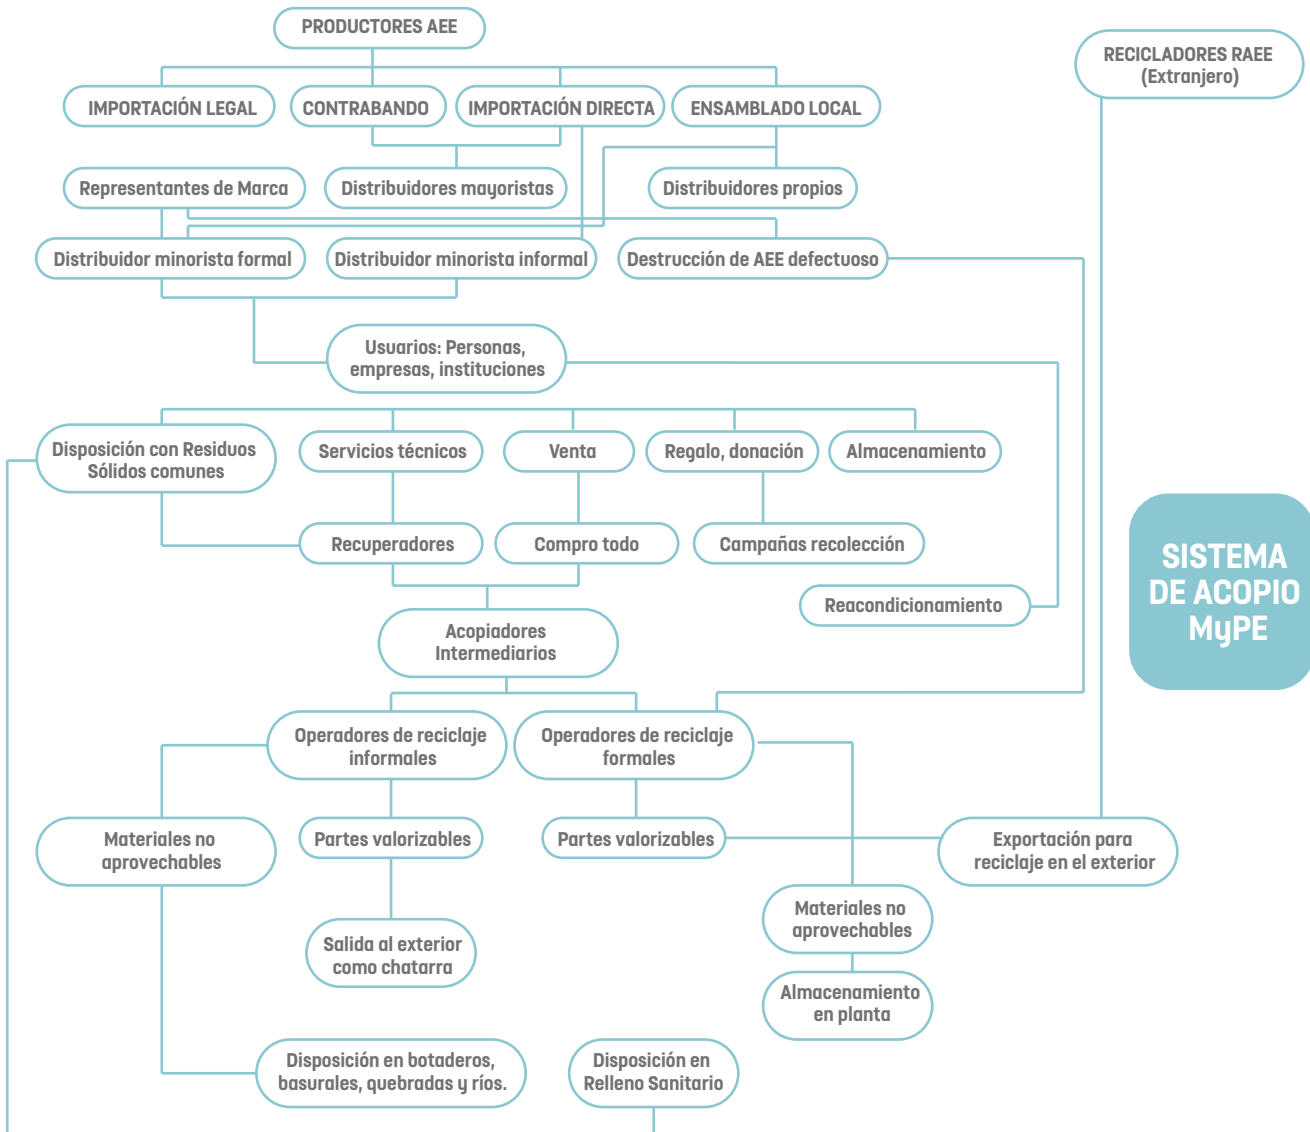 PRODUCTORES AEE
RECICLADORES RAEE
(Extranjero)
IMPORTACIÓN LEGAL
CONTRABANDO
IMPORTACIÓN DIRECTA
ENSAMBLADO LOCAL
Representantes de Marca
Distribuidores mayoristas
Distribuidores propios
Distribuidor minorista formal
Distribuidor minorista informal
Destrucción de AEE defectuoso
Usuarios: Personas,
empresas, instituciones
Disposición con Residuos
Sólidos comunes
Servicios técnicos
Venta
Regalo, donación
Almacenamiento
Recuperadores
Compro todo
Campañas recolección
Reacondicionamiento
SISTEMA
DE ACOPIO
MyPE
Acopiadores
Intermediarios
Operadores de reciclaje
informales
Operadores de reciclaje
formales
Materiales no
aprovechables
Partes valorizables
Partes valorizables
Exportación para
reciclaje en el exterior
Materiales no
aprovechables
Salida al exterior
como chatarra
Almacenamiento
en planta
Disposición en botaderos,
basurales, quebradas y ríos.
Disposición en
Relleno Sanitario